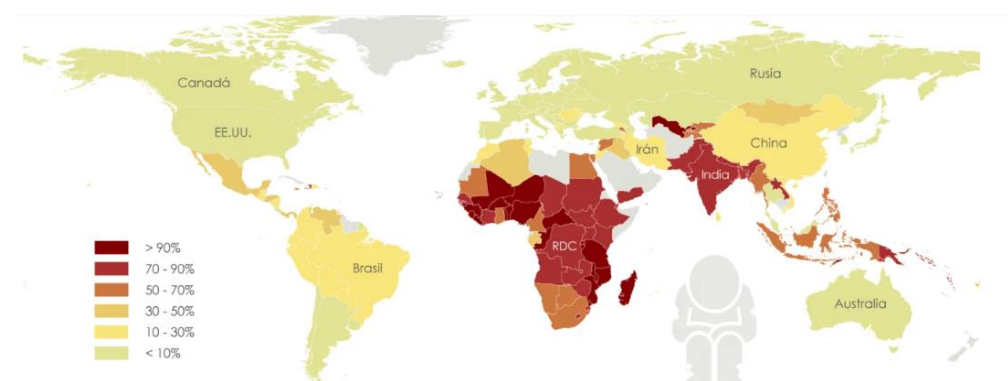 Canadá
Rusia
EE.UU.
Irán
China
India
RDC
Brasil
Australia
> 90%
70 - 90%
50 - 70%
30 - 50%
10 - 30%
< 10%